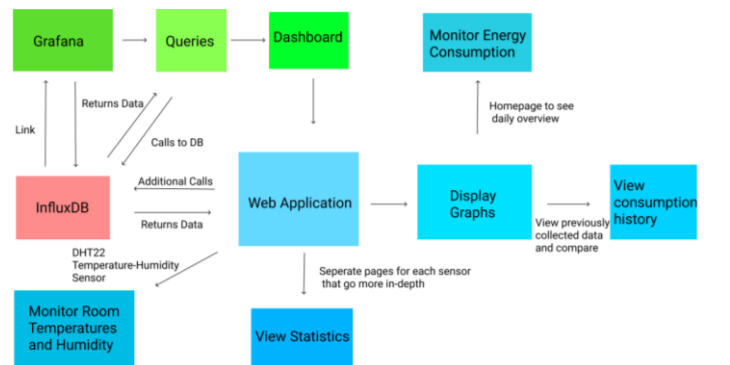 Grafana
Queries
Dashboard
Monitor Energy
Consumption
Returns Data
Link
Calls to DB
Homepage to see
daily overview
InfluxDB
Additional Calls
Returns Data
Web Application
Display
Graphs
View
consumption
history
View previously
collected data
and compare
DHT22
Temperature-Humidity
Sensor
Seperate pages for each sensor
that go more in-depth
Monitor Room
Temperatures
and Humidity
View Statistics